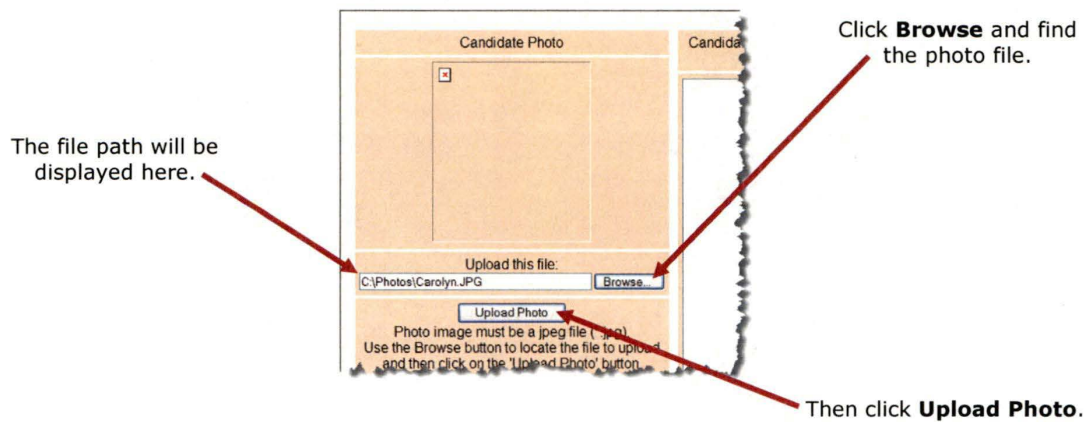 Candidate Photo
Candida
Click Browse and find
the photo file.
The file path will be
displayed here.
Upload this file:
C:\Photos\Carolyn.JPG
Browse...
Upload Photo
Photo image must be a jpeg file ( .jpg)
Use the Browse button to locate the file to upload
and then click on the 'Upload Photo' button
Then click Upload Photo.